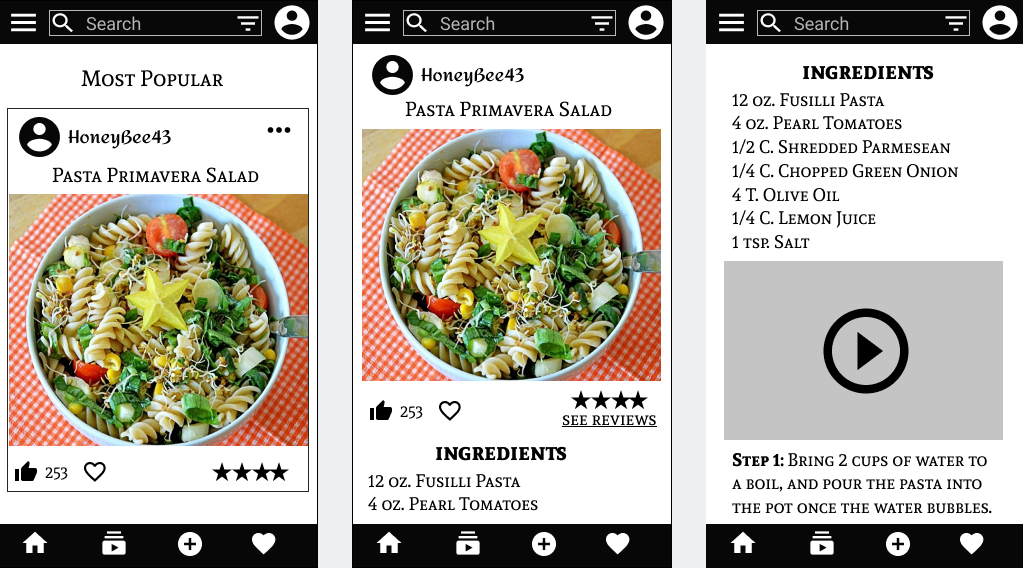 Search
Most Popular
HoneyBee43
Pasta Primavera Salad
253
Search
HoneyBee43
Pasta Primavera Salad
253
SEE REVIEWS
INGREDIENTS
12 oz. Fusilli Pasta
4 oz. Pearl Tomatoes
Search
INGREDIENTS
12 oz. Fusilli Pasta
4 oz. Pearl Tomatoes
1/2 C. Shredded Parmesean
1/4 C. Chopped Green Onion
4 T. Olive Oil
1/4 C. Lemon Juice
1 tsp. Salt
Step 1: Bring 2 cups of water to
a boil, and pour the pasta into
the pot once the water bubbles.